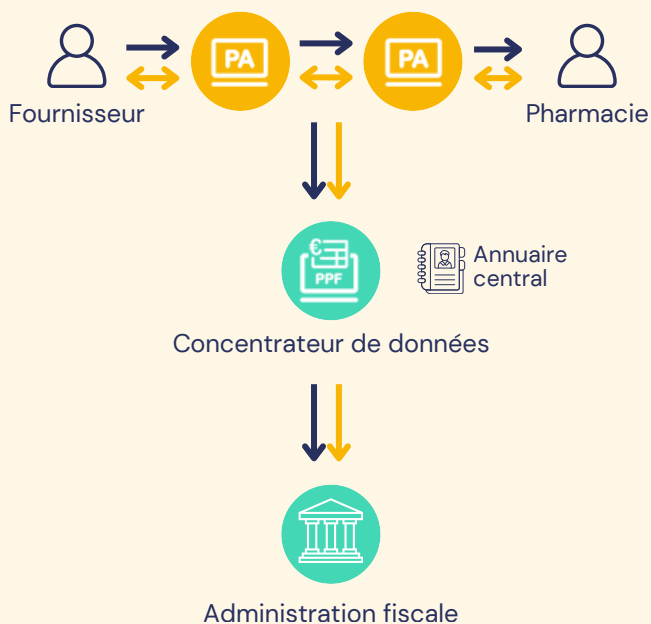 PA
PA
Fournisseur
Pharmacie
€
PPF
Annuaire
central
Concentrateur de données
Administration fiscale